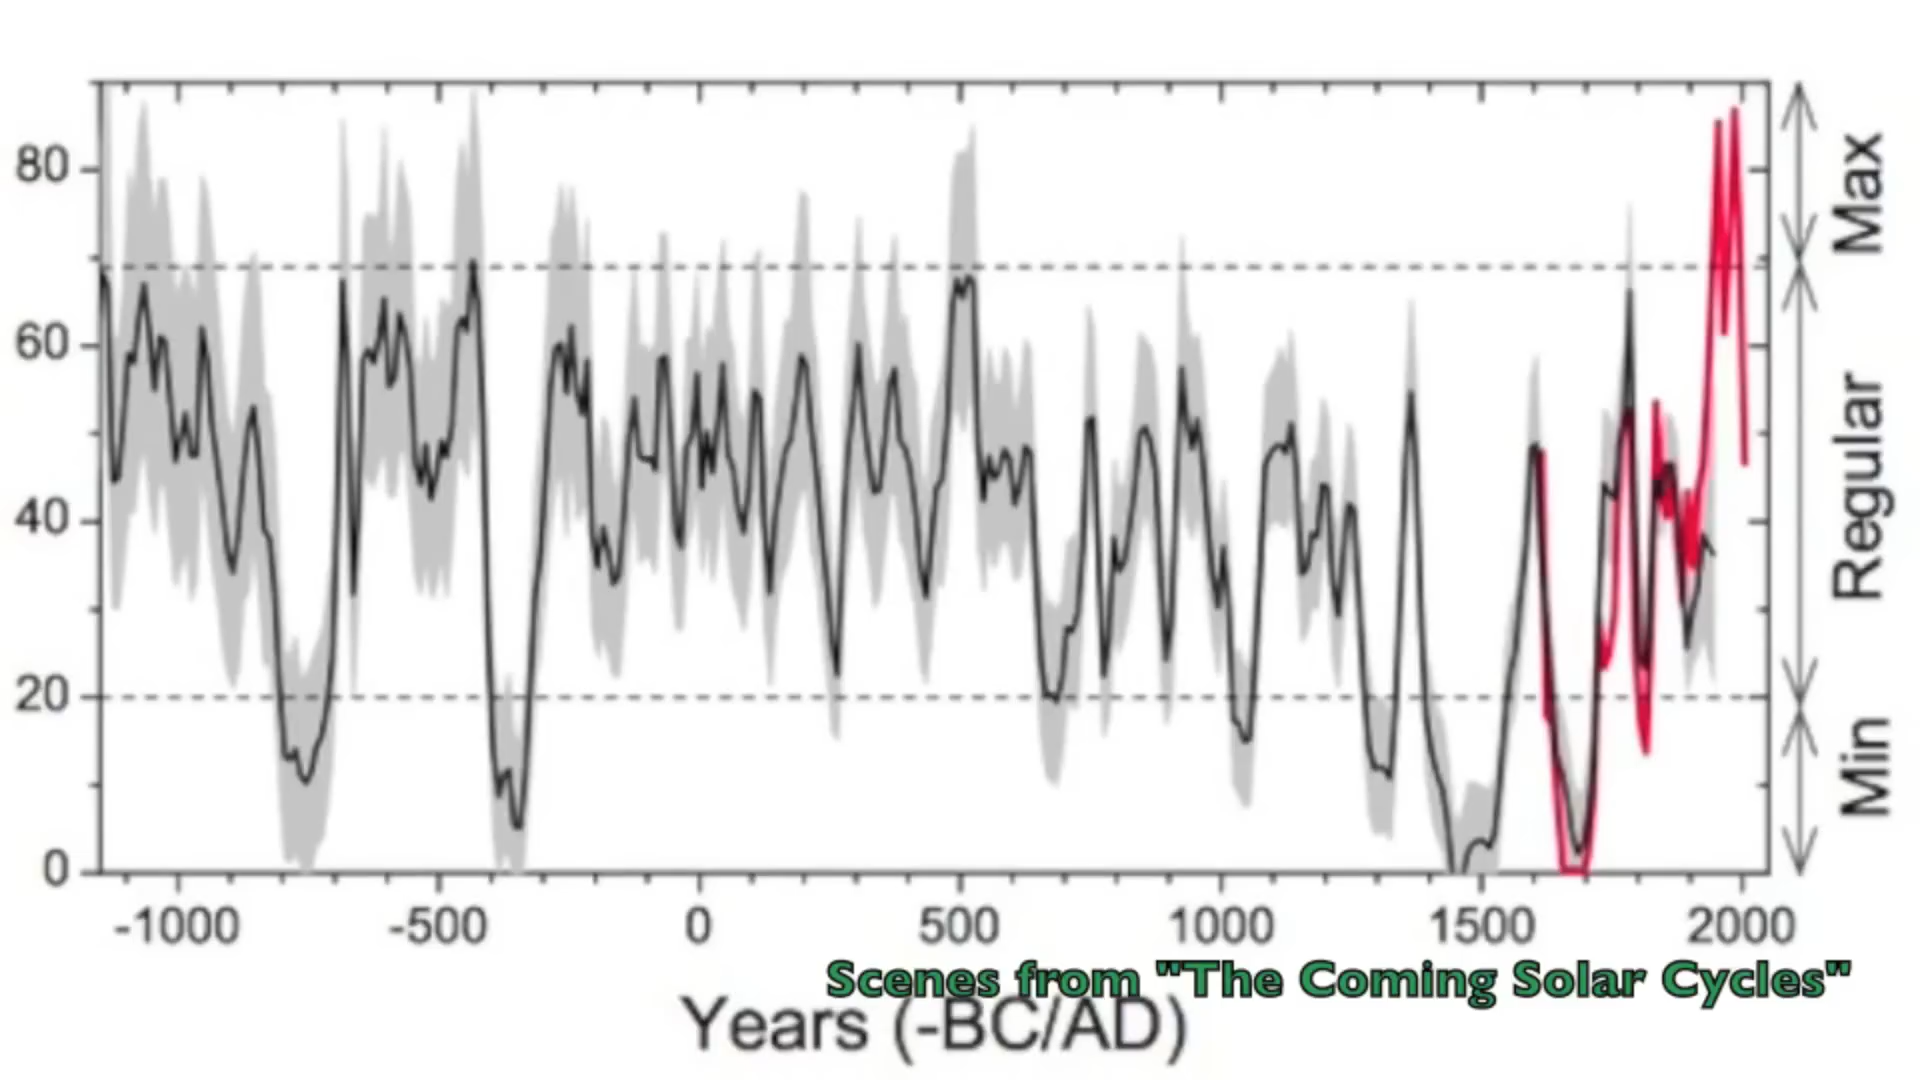 80
60
40
20
0
-1000
-500
0
500
1000
1500
2000
Max
Regular
Min
Scenes from "The Coming Solar Cycles"
Years (-BC/AD)